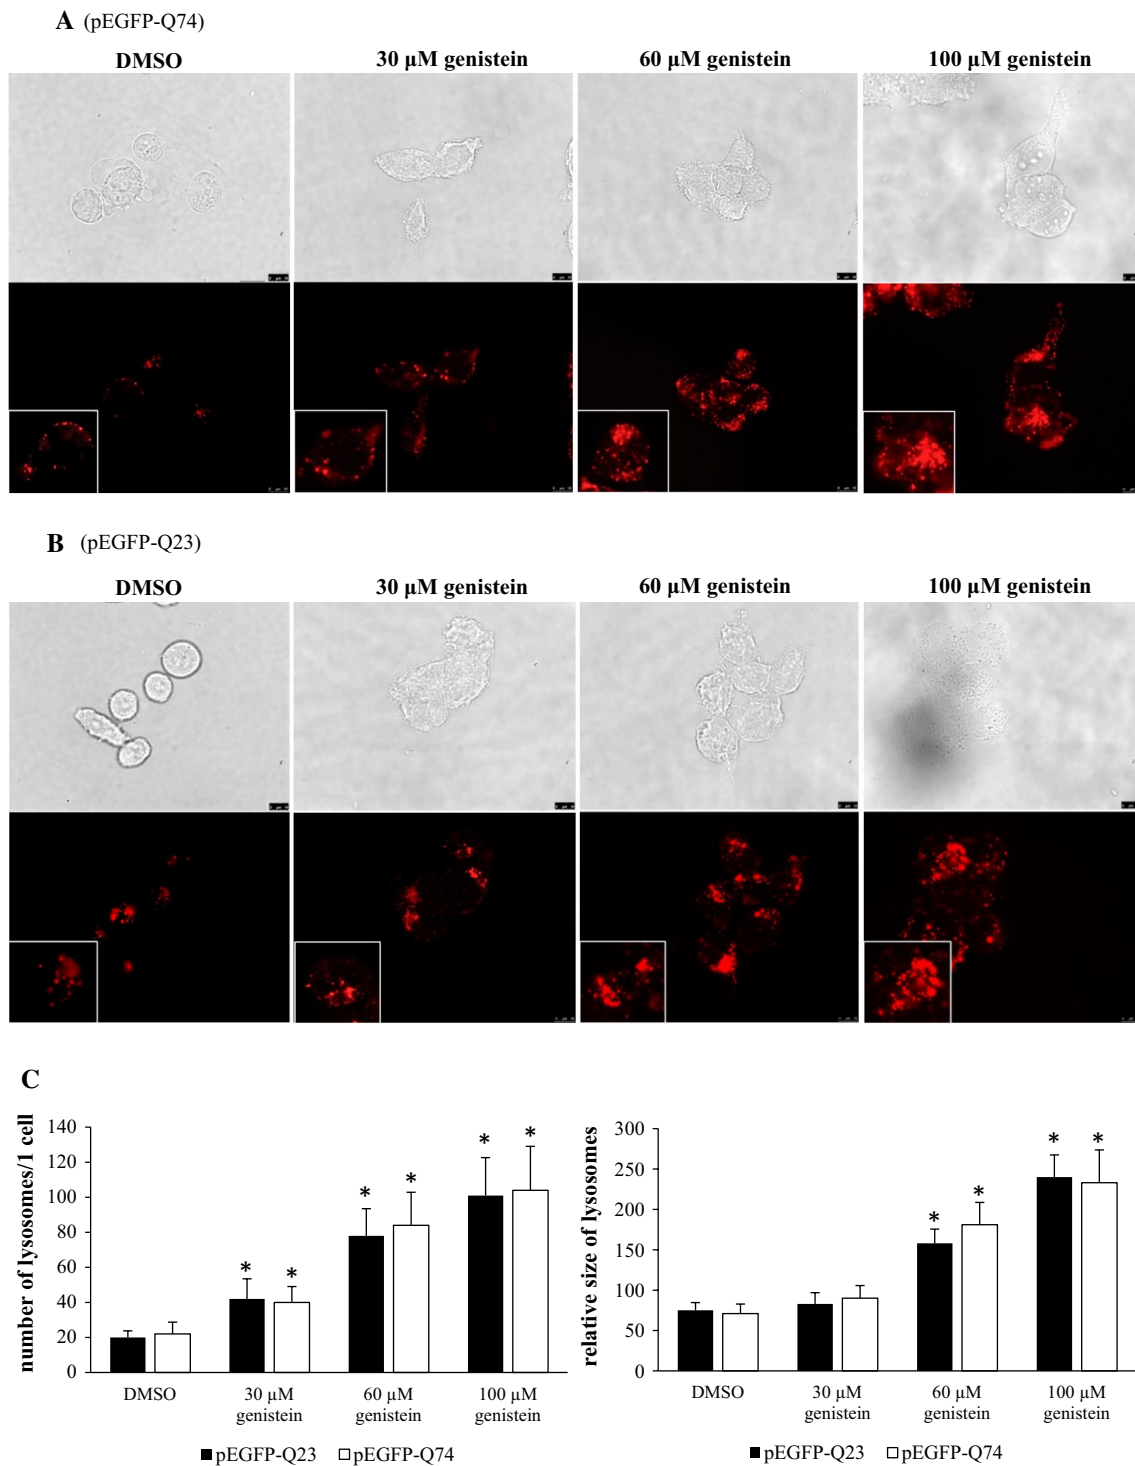 A (pEGFP-Q74)
DMSO
30 µM genistein
60 µM genistein
100 µM genistein
B (pEGFP-Q23)
DMSO
30 µM genistein
60 µM genistein
100 µM genistein
C
number of lysosomes/1 cell
140
120
100
80
60
40
20
0
* * * * * *
DMSO
30 µM genistein
60 µM genistein
100 µM genistein
pEGFP-Q23 pEGFP-Q74
relative size of lysosomes
300
250
200
150
100
50
0
* * * *
DMSO
30 µM genistein
60 µM genistein
100 µM genistein
pEGFP-Q23 pEGFP-Q74